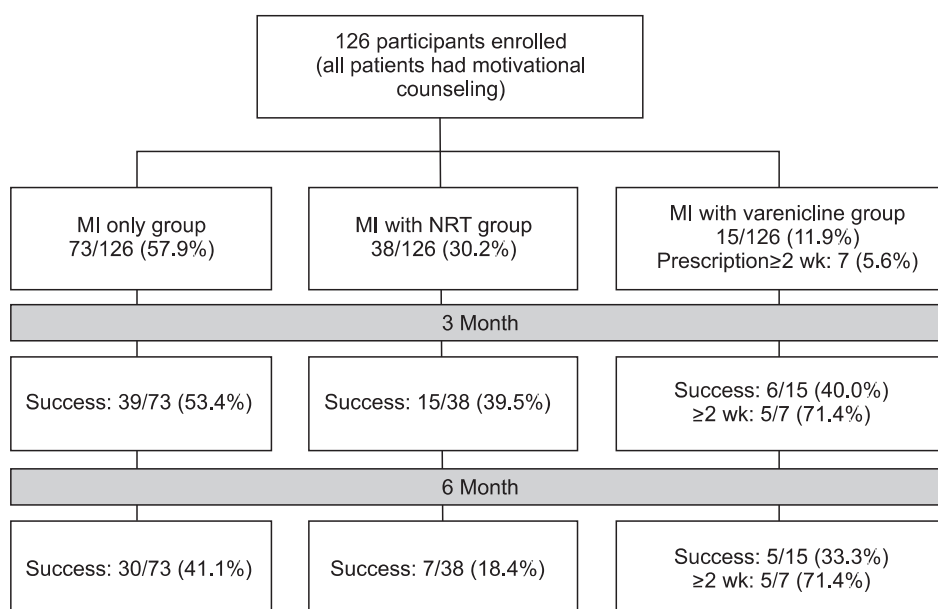 126 participants enrolled
(all patients had motivational
counseling)
MI only group
73/126 (57.9%)
MI with NRT group
38/126 (30.2%)
MI with varenicline group
15/126 (11.9%)
Prescription≥2 wk: 7 (5.6%)
3 Month
Success: 39/73 (53.4%)
Success: 15/38 (39.5%)
Success: 6/15 (40.0%)
≥2 wk: 5/7 (71.4%)
6 Month
Success: 30/73 (41.1%)
Success: 7/38 (18.4%)
Success: 5/15 (33.3%)
≥2 wk: 5/7 (71.4%)